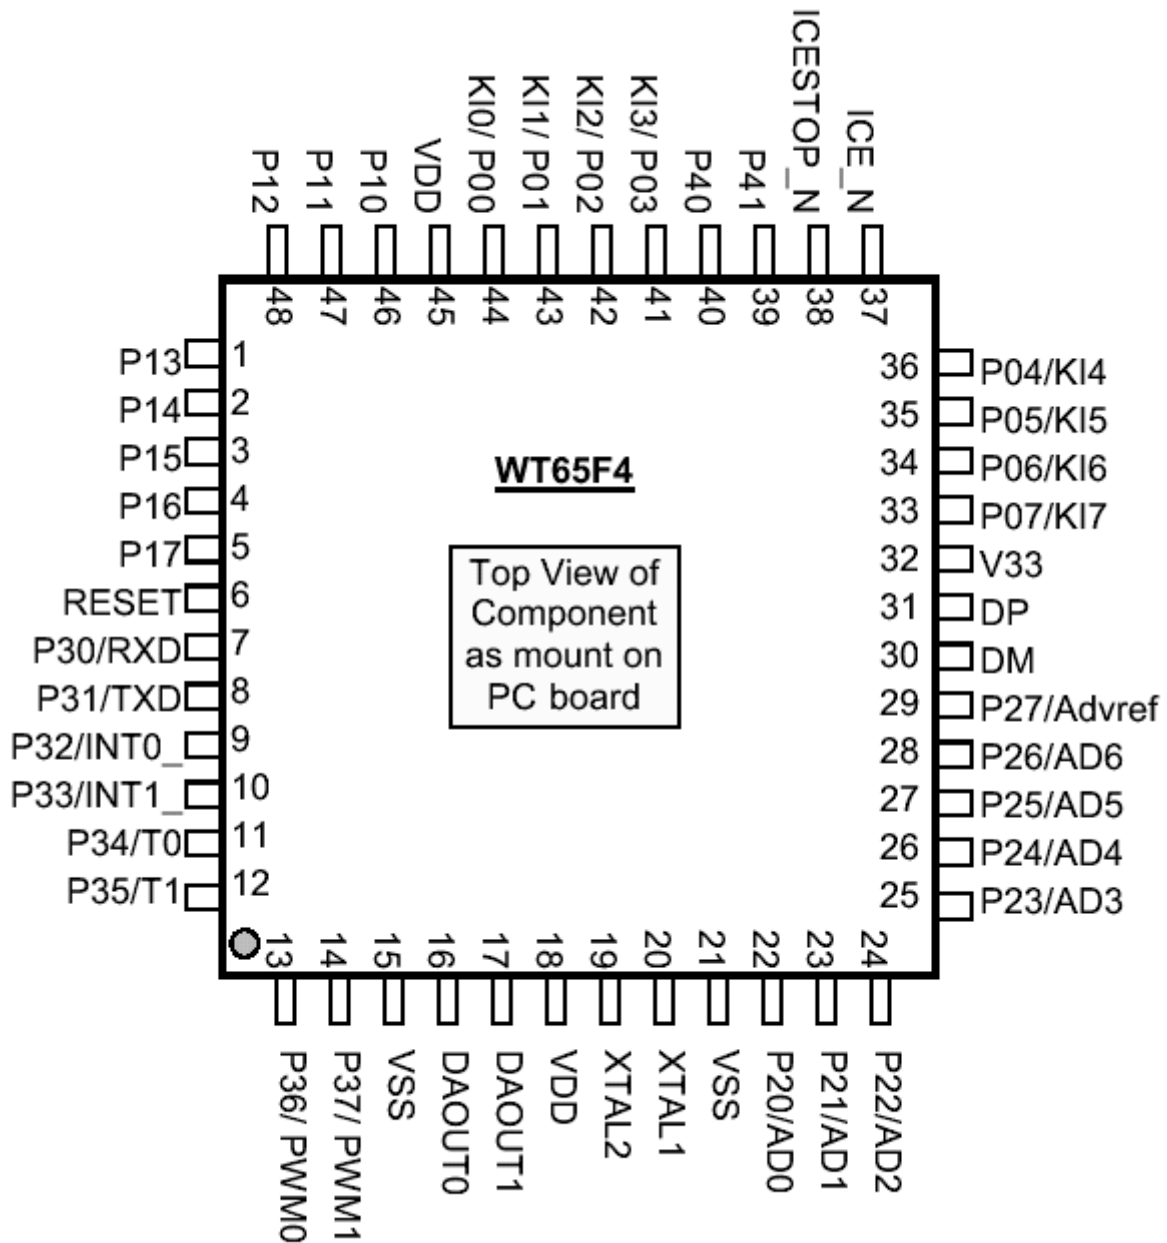 ICESTOP_N
ICE_N
KI0/ P00
KI1/ P01
KI2/ P02
KI3/ P03
P12
P11
P10
VDD
P40
P41
48
47
46
45
44
43
42
41
40
39
38
37
P13 1
P14 2
P15 3
P16 4
P17 5
RESET 6
P30/RXD 7
P31/TXD 8
P32/INT0_ 9
P33/INT1_ 10
P34/T0 11
P35/T1 12
WT65F4
Top View of
Component
as mount on
PC board
36 P04/KI4
35 P05/KI5
34 P06/KI6
33 P07/KI7
32 V33
31 DP
30 DM
29 P27/Advref
28 P26/AD6
27 P25/AD5
26 P24/AD4
25 P23/AD3
13
14
15
16
17
18
19
20
21
22
23
24
P36/ PWM0
P37/ PWM1
VSS
DAOUT0
DAOUT1
VDD
XTAL2
XTAL1
VSS
P20/AD0
P21/AD1
P22/AD2